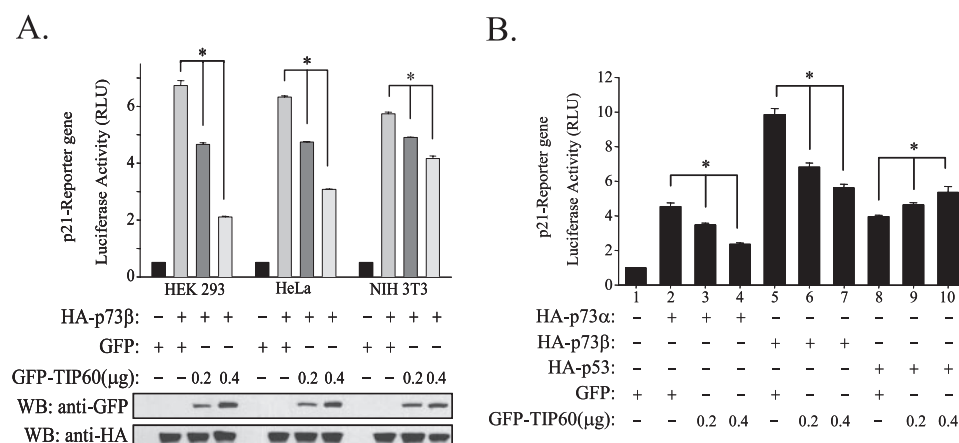 A.
p21-Reporter gene
Luciferase Activity (RLU)
6
4
2
0
* * *
HEK 293 HeLa NIH 3T3
HA-p73β: - + + + - + + + - + + +
GFP: + + - - + + - - + + - -
GFP-TIP60(µg) - - 0.2 0.4 - - 0.2 0.4 - - 0.2 0.4
WB: anti-GFP
WB: anti-HA
B.
p21-Reporter gene
Luciferase Activity (RLU)
12
10
8
6
4
2
0
* * *
1 2 3 4 5 6 7 8 9 10
HA-p73α: - + + + - - - - - -
HA-p73β: - - - - + + + - - -
HA-p53: - - - - - - - + + +
GFP: + + - - + - - + - -
GFP-TIP60(µg): - - 0.2 0.4 - 0.2 0.4 - 0.2 0.4